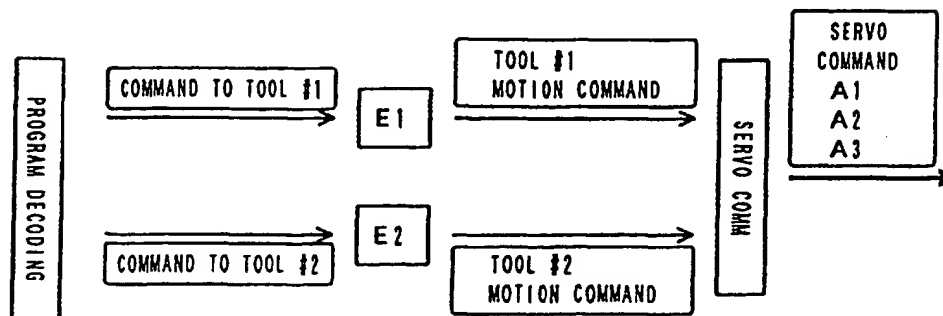 PROGRAM DECODING
COMMAND TO TOOL #1
E1
TOOL #1
MOTION COMMAND
COMMAND TO TOOL #2
E2
TOOL #2
MOTION COMMAND
SERVO COMM
SERVO
COMMAND
A1
A2
A3